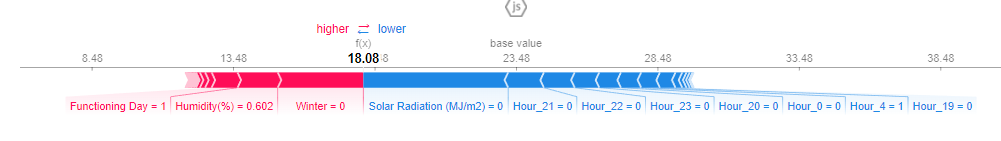 js
higher lower
f(x) base value
8.48 13.48 18.08 8.48 23.48 28.48 33.48 38.48
Functioning Day = 1 Humidity(%) = 0.602 Winter = 0 Solar Radiation (MJ/m2) = 0 Hour_21 = 0 Hour_22 = 0 Hour_23 = 0 Hour_20 = 0 Hour_0 = 0 Hour_4 = 1 Hour_19 = 0